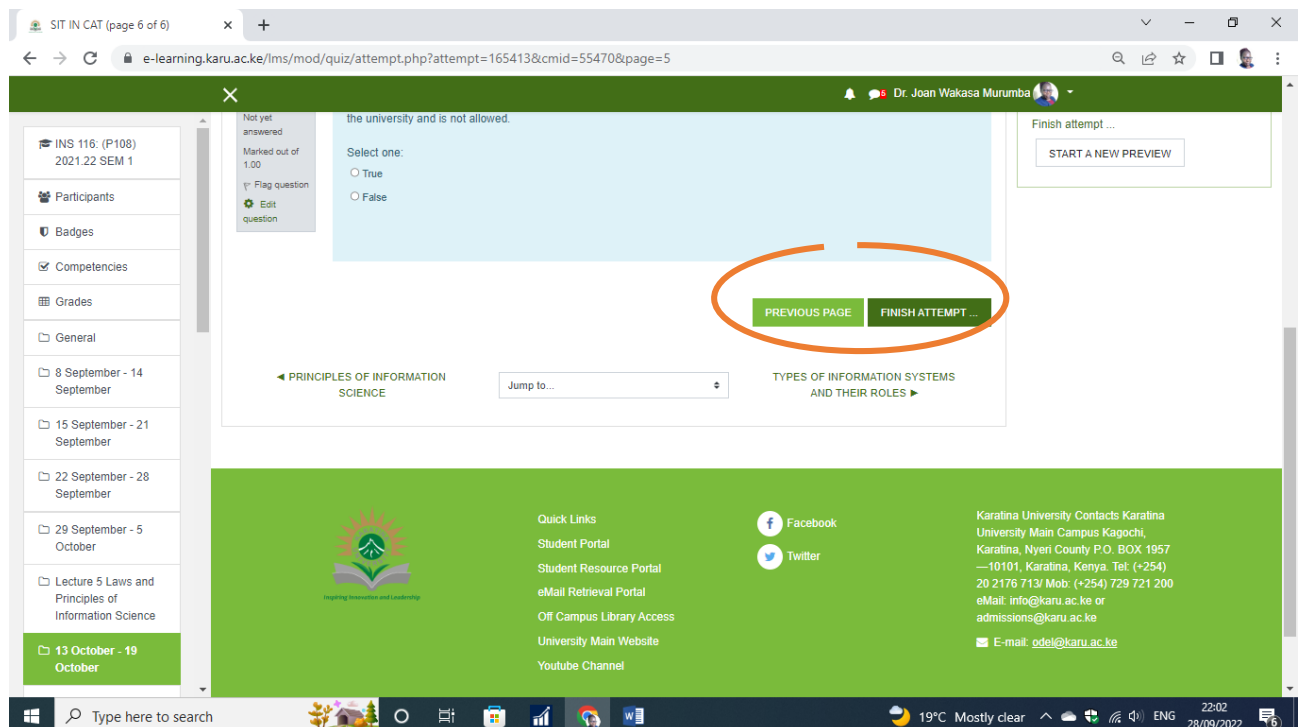 SIT IN CAT (page 6 of 6)
e-learning.karu.ac.ke/lms/mod/quiz/attempt.php?attempt=165413&cmid=55470&page=5
6 Dr. Joan Wakasa Murumba
INS 116: (P108)
2021.22 SEM 1
Participants
Badges
Competencies
Grades
General
8 September - 14
September
15 September - 21
September
22 September - 28
September
29 September - 5
October
Lecture 5 Laws and
Principles of
Information Science
13 October - 19
October
Not yet
answered
Marked out of
1.00
Flag question
Edit
question
the university and is not allowed.
Select one:
True
False
Finish attempt ...
START A NEW PREVIEW
PREVIOUS PAGE
FINISH ATTEMPT ...
◄ PRINCIPLES OF INFORMATION
SCIENCE
Jump to...
TYPES OF INFORMATION SYSTEMS
AND THEIR ROLES ►
Inspiring Innovation and Leadership
Quick Links
Student Portal
Student Resource Portal
eMail Retrieval Portal
Off Campus Library Access
University Main Website
Youtube Channel
Facebook
Twitter
Karatina University Contacts Karatina
University Main Campus Kagochi,
Karatina, Nyeri County P.O. BOX 1957
—10101, Karatina, Kenya. Tel: (+254)
20 2176 713/ Mob: (+254) 729 721 200
eMail: info@karu.ac.ke or
admissions@karu.ac.ke
E-mail: odel@karu.ac.ke
Type here to search
19°C Mostly clear
ENG
22:02
28/09/2022
6